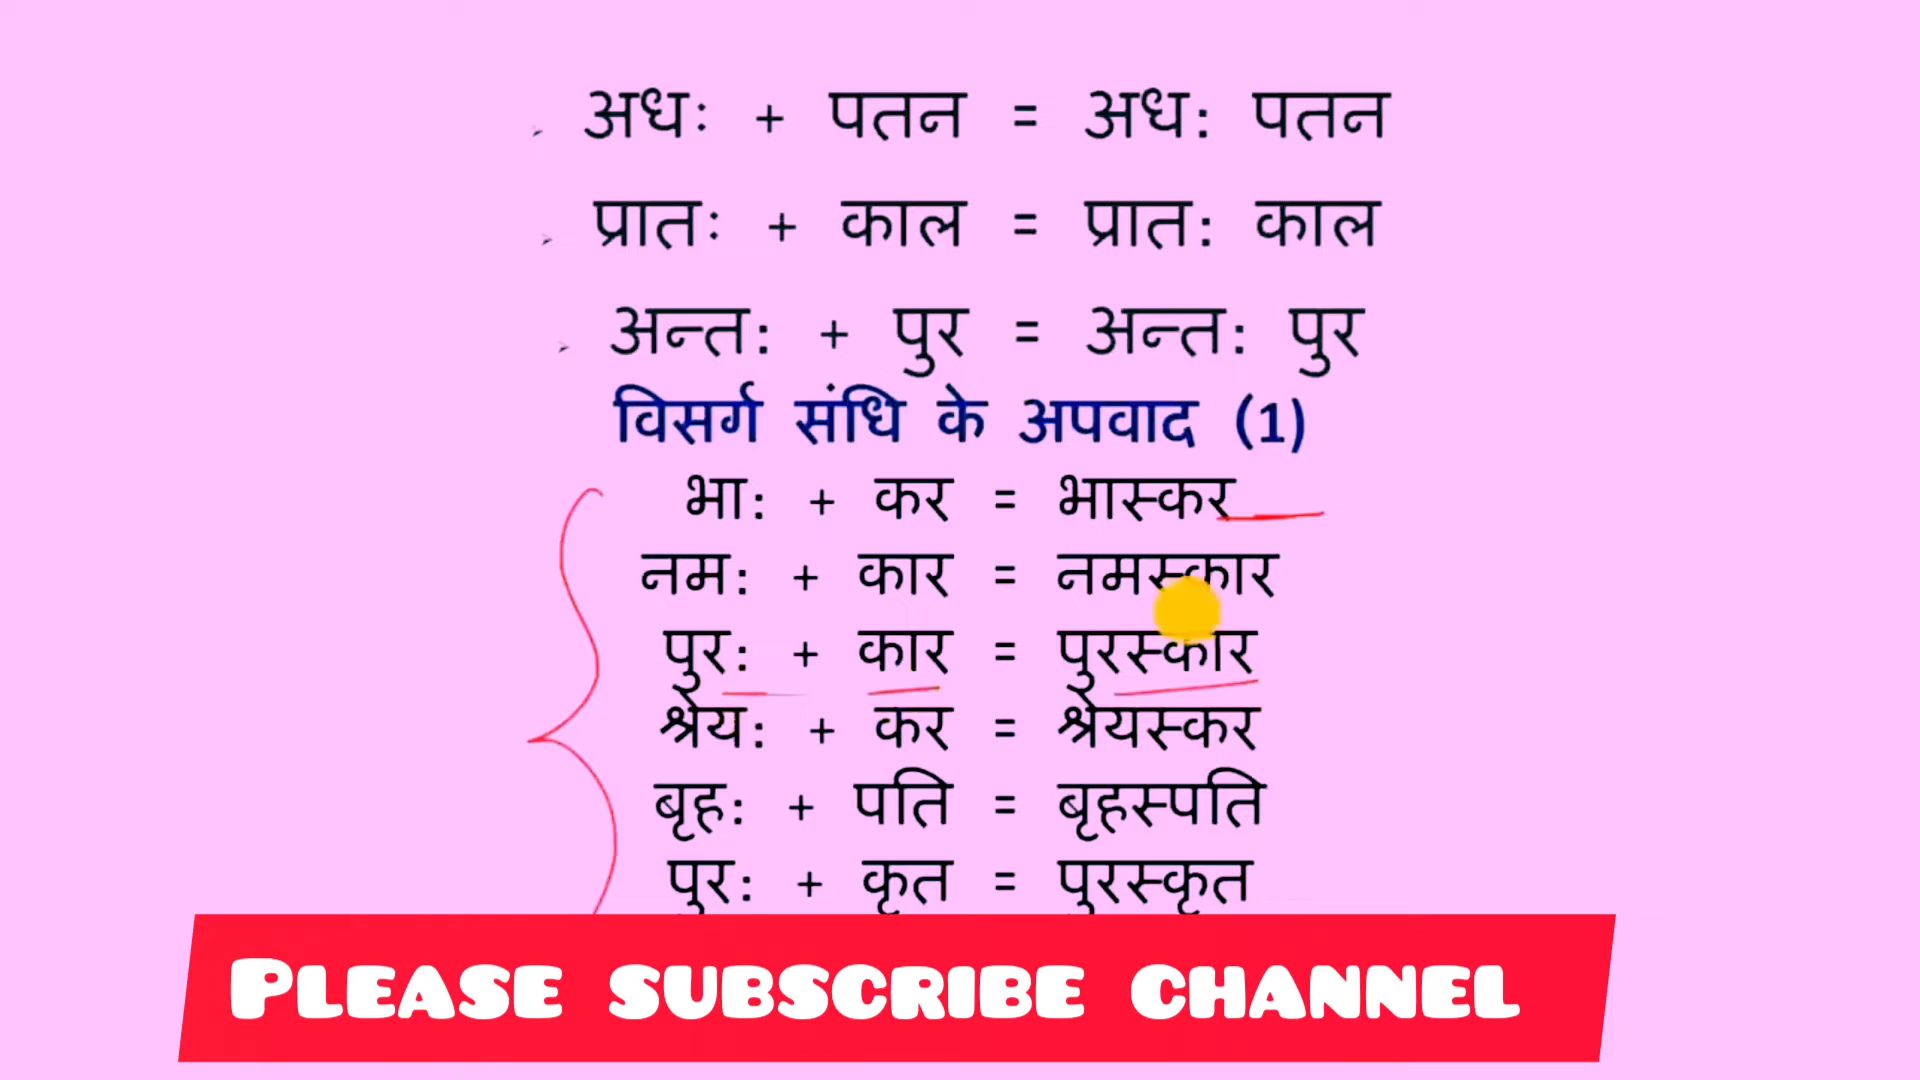 अधः + पतन = अध: पतन
प्रातः + काल = प्रात: काल
अन्त: + पुर = अन्त: पुर
विसर्ग संधि के अपवाद (1)
भा: + कर = भास्कर
नम: + कार = नमस्कार
पुर: + कार = पुरस्कार
श्रेय: + कर = श्रेयस्कर
बृह: + पति = बृहस्पति
पुर: + कृत = पुरस्कृत
PLEASE SUBSCRIBE CHANNEL